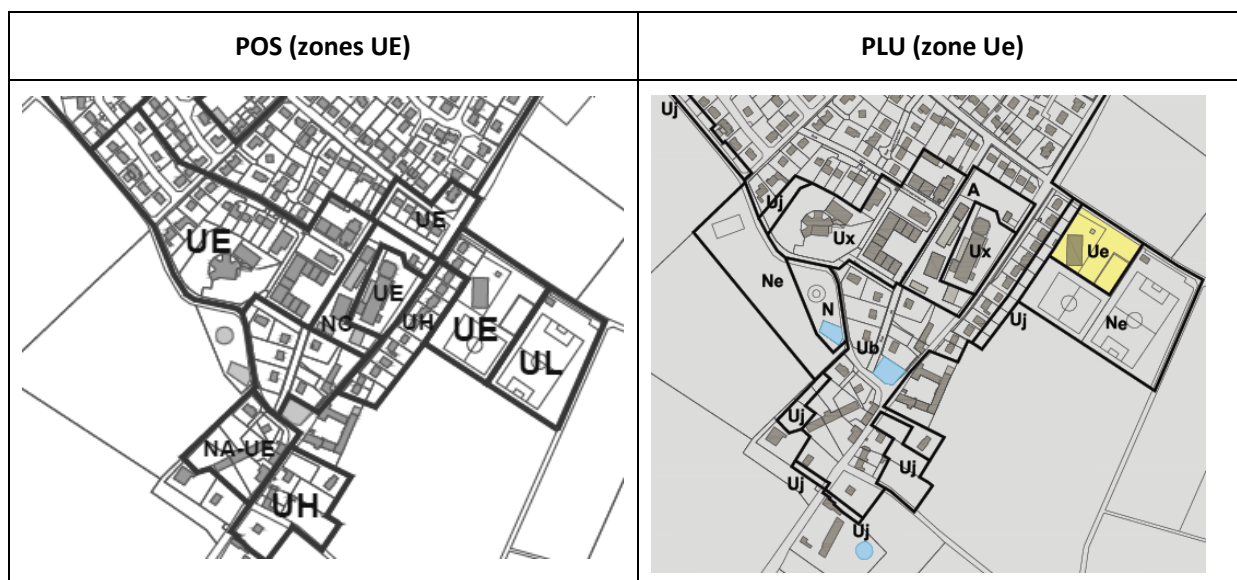 POS (zones UE)
PLU (zone Ue)
UE
UE
UE
NC
UH
UE
UL
NA-UE
UH
Uj
A
Uj
Ux
Ux
Ue
Ne
N
Uj
Ne
Ub
Uj
Uj
Uj
Uj